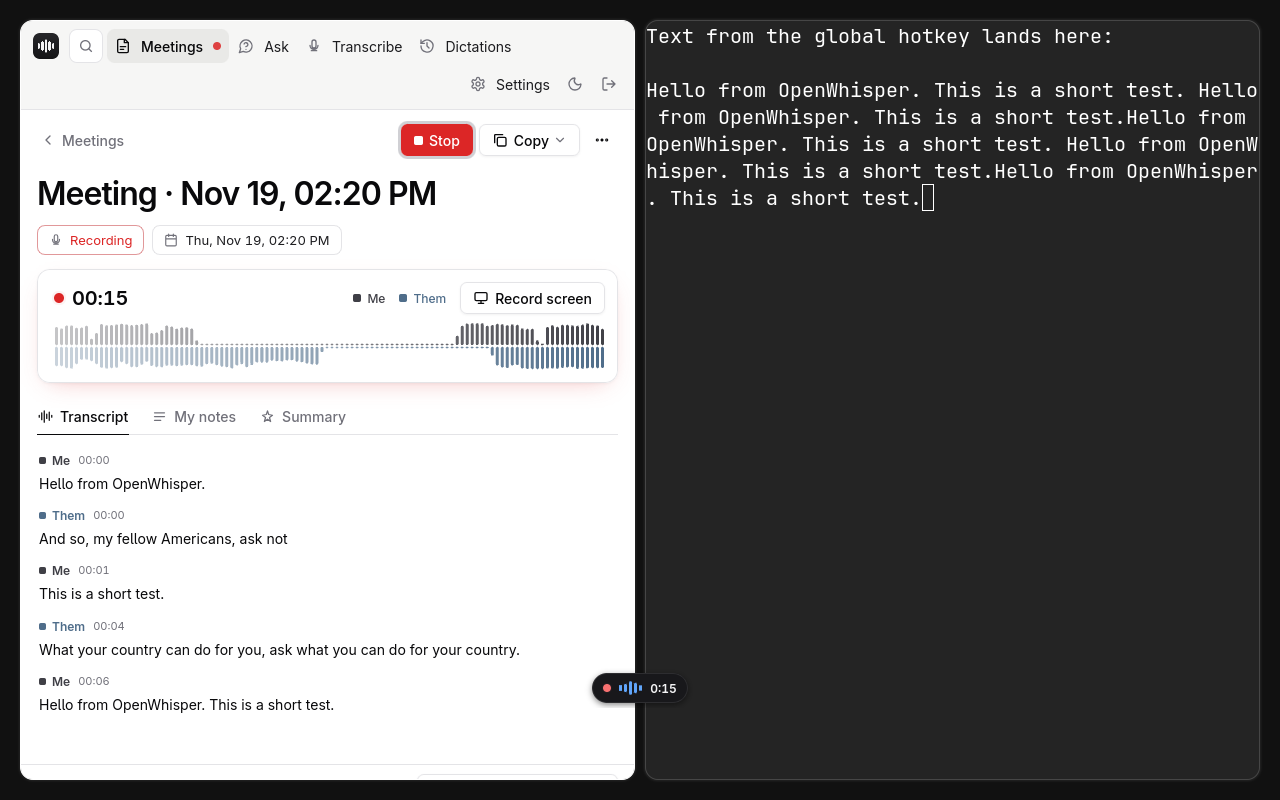 Meetings
Ask
Transcribe
Dictations
Settings
Meetings
Stop
Copy
Meeting · Nov 19, 02:20 PM
Recording
Thu, Nov 19, 02:20 PM
00:15
Me
Them
Record screen
Transcript
My notes
Summary
Me 00:00
Hello from OpenWhisper.
Them 00:00
And so, my fellow Americans, ask not
Me 00:01
This is a short test.
Them 00:04
What your country can do for you, ask what you can do for your country.
Me 00:06
Hello from OpenWhisper. This is a short test.
0:15
Text from the global hotkey lands here:
Hello from OpenWhisper. This is a short test. Hello
from OpenWhisper. This is a short test.Hello from
OpenWhisper. This is a short test. Hello from OpenW
hisper. This is a short test.Hello from OpenWhisper
. This is a short test.